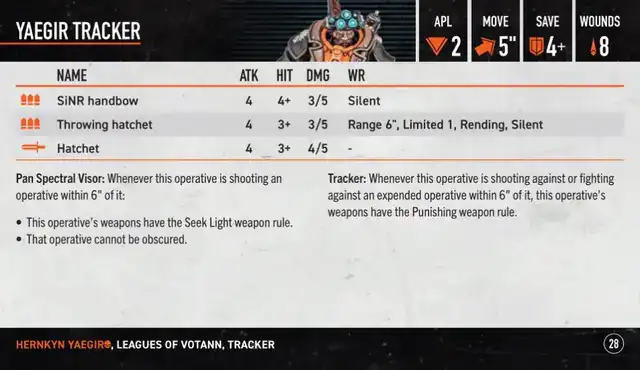 YAEGIR TRACKER
APL
2
MOVE
5"
SAVE
4+
WOUNDS
8
NAME ATK HIT DMG WR
SiNR handbow 4 4+ 3/5 Silent
Throwing hatchet 4 3+ 3/5 Range 6", Limited 1, Rending, Silent
Hatchet 4 3+ 4/5 -
Pan Spectral Visor: Whenever this operative is shooting an
operative within 6" of it:
• This operative's weapons have the Seek Light weapon rule.
• That operative cannot be obscured.
Tracker: Whenever this operative is shooting against or fighting
against an expended operative within 6" of it, this operative's
weapons have the Punishing weapon rule.
HERNKYN YAEGIR, LEAGUES OF VOTANN, TRACKER
28